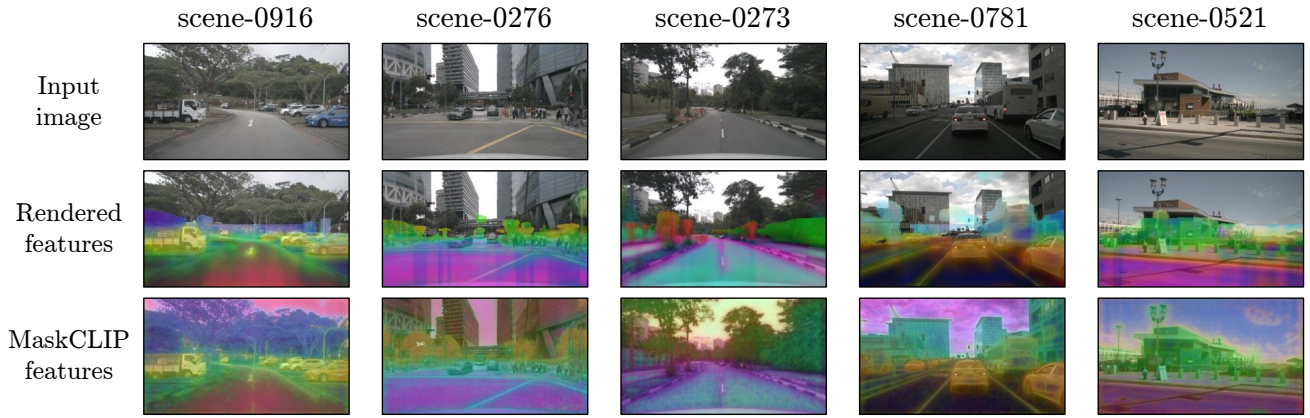 scene-0916 scene-0276 scene-0273 scene-0781 scene-0521
Input
image
Rendered
features
MaskCLIP
features